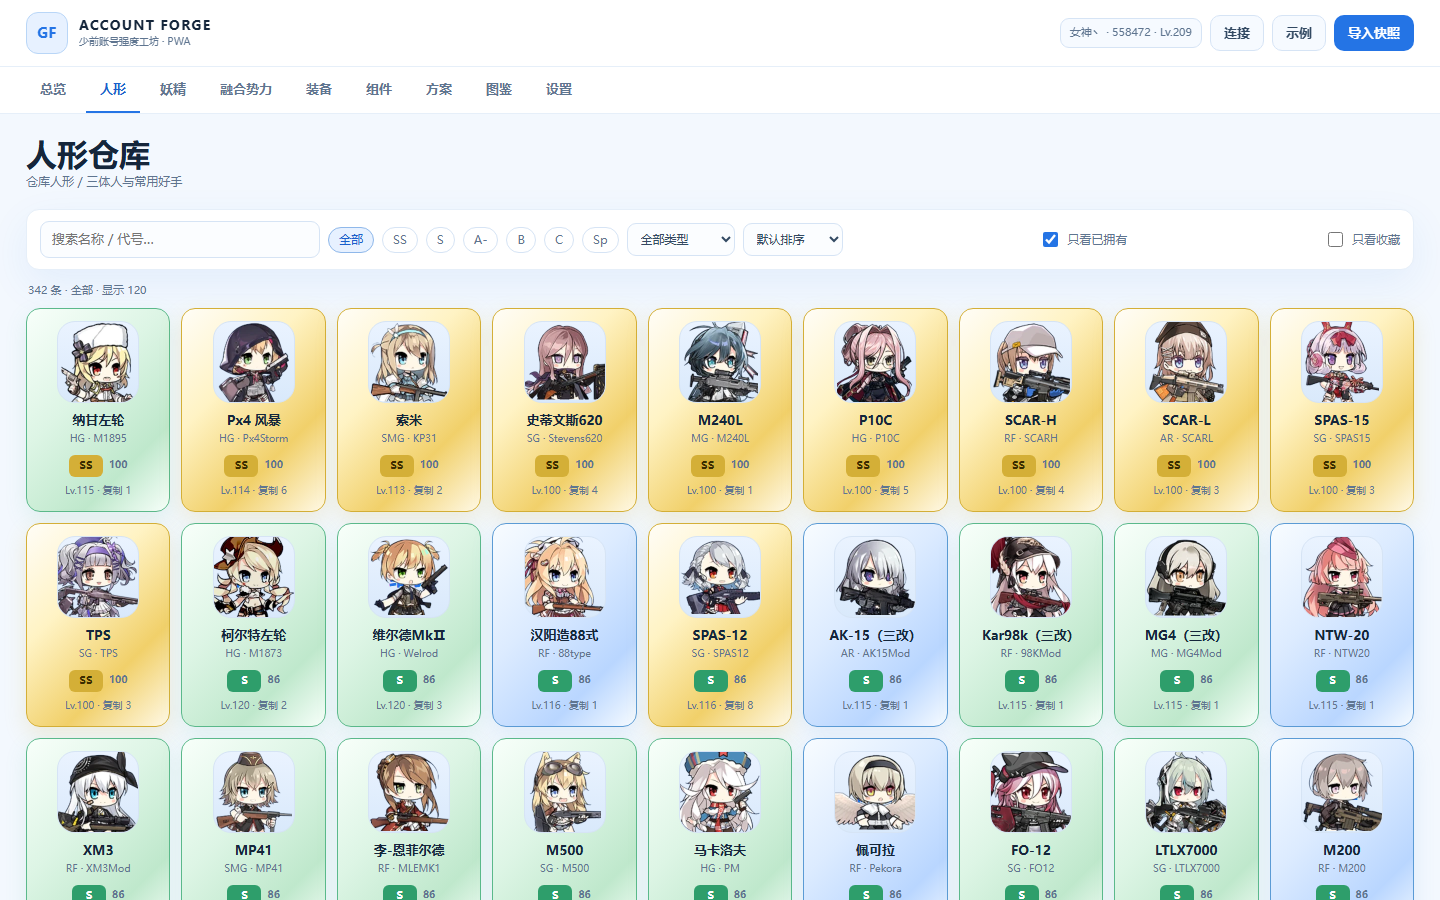 GF
ACCOUNT FORGE
少前账号强度工坊 · PWA
女神丶 · 558472 · Lv.209
连接
示例
导入快照
总览
人形
妖精
融合势力
装备
组件
方案
图鉴
设置
人形仓库
仓库人形 / 三体人与常用好手
搜索名称 / 代号...
全部
SS
S
A-
B
C
Sp
全部类型
默认排序
只看已拥有
只看收藏
342 条 · 全部 · 显示 120
纳甘左轮
HG · M1895
SS 100
Lv.115 · 复制 1
Px4 风暴
HG · Px4Storm
SS 100
Lv.114 · 复制 6
索米
SMG · KP31
SS 100
Lv.113 · 复制 2
史蒂文斯620
SG · Stevens620
SS 100
Lv.100 · 复制 4
M240L
MG · M240L
SS 100
Lv.100 · 复制 1
P10C
HG · P10C
SS 100
Lv.100 · 复制 5
SCAR-H
RF · SCARH
SS 100
Lv.100 · 复制 4
SCAR-L
AR · SCARL
SS 100
Lv.100 · 复制 3
SPAS-15
SG · SPAS15
SS 100
Lv.100 · 复制 3
TPS
SG · TPS
SS 100
Lv.100 · 复制 3
柯尔特左轮
HG · M1873
S 86
Lv.120 · 复制 2
维尔德MkⅡ
HG · Welrod
S 86
Lv.120 · 复制 3
汉阳造88式
RF · 88type
S 86
Lv.116 · 复制 1
SPAS-12
SG · SPAS12
S 86
Lv.116 · 复制 8
AK-15（三改）
AR · AK15Mod
S 86
Lv.115 · 复制 1
Kar98k（三改）
RF · 98KMod
S 86
Lv.115 · 复制 1
MG4（三改）
MG · MG4Mod
S 86
Lv.115 · 复制 1
NTW-20
RF · NTW20
S 86
Lv.115 · 复制 1
XM3
RF · XM3Mod
S 86
MP41
SMG · MP41
S 86
李-恩菲尔德
RF · MLEMK1
S 86
M500
SG · M500
S 86
马卡洛夫
HG · PM
S 86
佩可拉
RF · Pekora
S 86
FO-12
SG · FO12
S 86
LTLX7000
SG · LTLX7000
S 86
M200
RF · M200
S 86